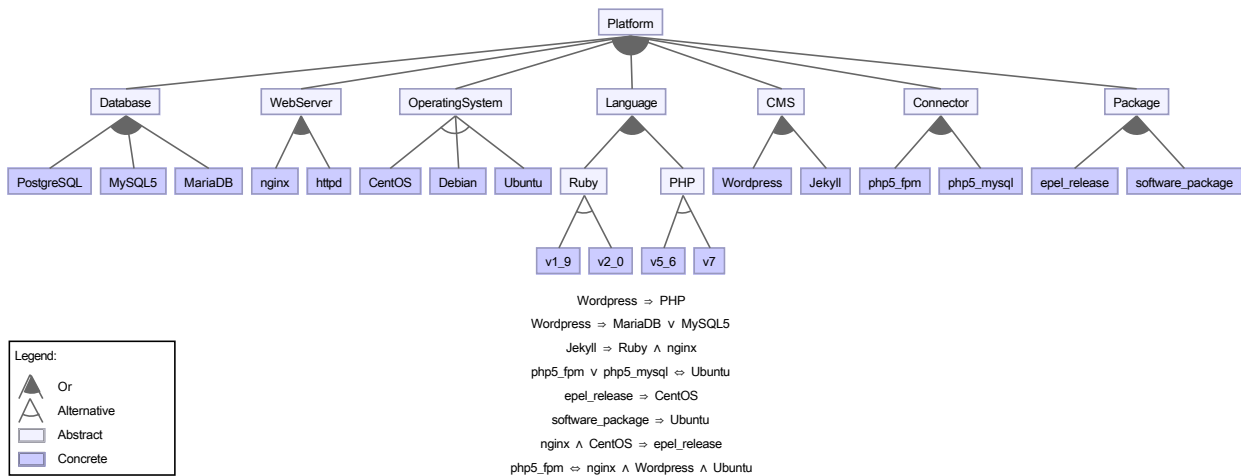 Platform
Database WebServer OperatingSystem Language CMS Connector Package
PostgreSQL MySQL5 MariaDB nginx httpd CentOS Debian Ubuntu Ruby PHP Wordpress Jekyll php5_fpm php5_mysql epel_release software_package
v1_9 v2_0 v5_6 v7
Wordpress ⇒ PHP
Wordpress ⇒ MariaDB ∨ MySQL5
Jekyll ⇒ Ruby ∧ nginx
php5_fpm ∨ php5_mysql ⇔ Ubuntu
epel_release ⇒ CentOS
software_package ⇒ Ubuntu
nginx ∧ CentOS ⇒ epel_release
php5_fpm ⇔ nginx ∧ Wordpress ∧ Ubuntu
Legend:
Or
Alternative
Abstract
Concrete